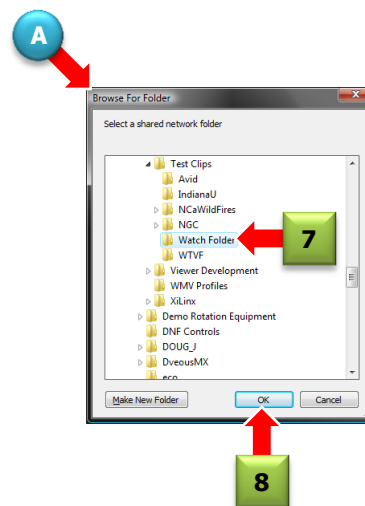 A
Browse For Folder
Select a shared network folder
Test Clips
Avid
IndianaU
NCaWildFires
NGC
Watch Folder
7
WTVF
Viewer Development
WMV Profiles
XiLinx
Demo Rotation Equipment
DNF Controls
DOUG_J
DveousMX
Make New Folder
OK
Cancel
8